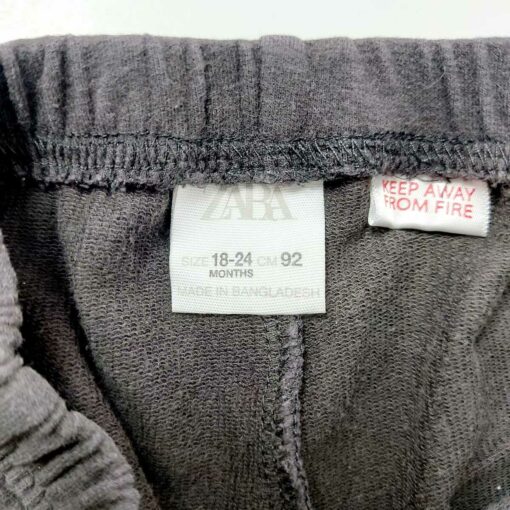 ZARA
SIZE 18-24 CM 92
MONTHS
MADE IN BANGLADESH
KEEP AWAY
FROM FIRE